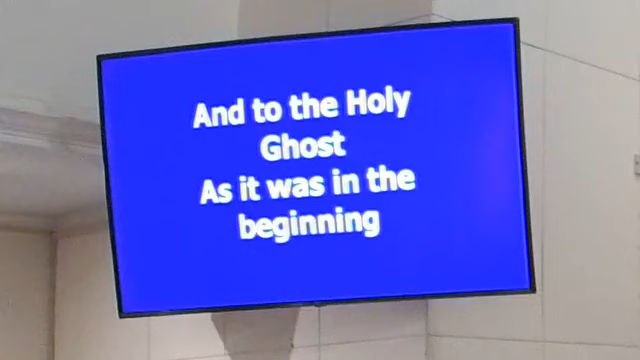 And to the Holy
Ghost
As it was in the
beginning